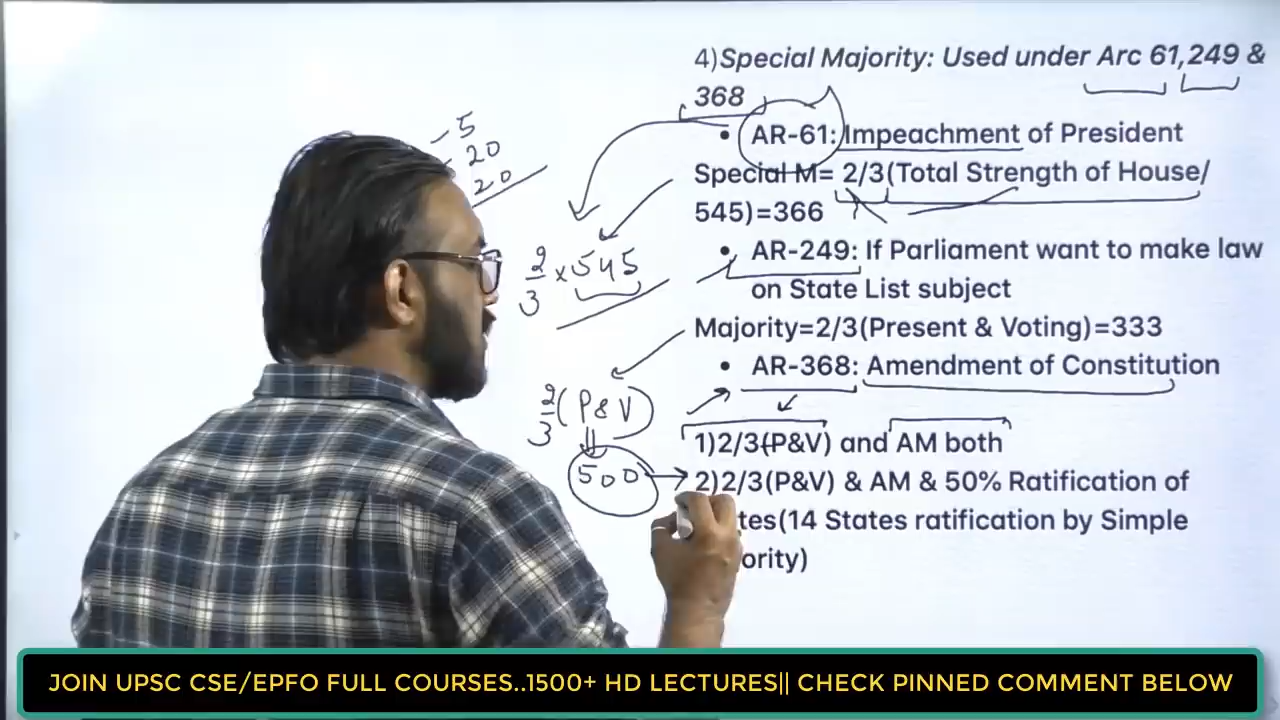 4)Special Majority: Used under Arc 61,249 &
368
• AR-61: Impeachment of President
Special M= 2/3(Total Strength of House/
545)=366
• AR-249: If Parliament want to make law
on State List subject
Majority=2/3(Present & Voting)=333
• AR-368: Amendment of Constitution
1)2/3(P&V) and AM both
2)2/3(P&V) & AM & 50% Ratification of
tes(14 States ratification by Simple
ority)
- 5
- 20
20
2/3 × 545
2/3 (P & V)
500
JOIN UPSC CSE/EPFO FULL COURSES..1500+ HD LECTURES|| CHECK PINNED COMMENT BELOW